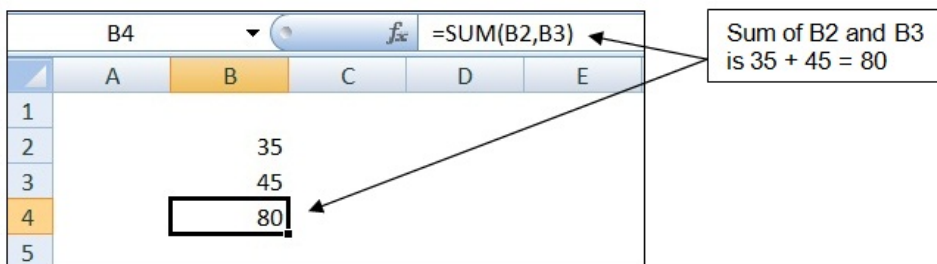 B4 fx =SUM(B2,B3)
Sum of B2 and B3
is 35 + 45 = 80
A B C D E
1
2 35
3 45
4 80
5